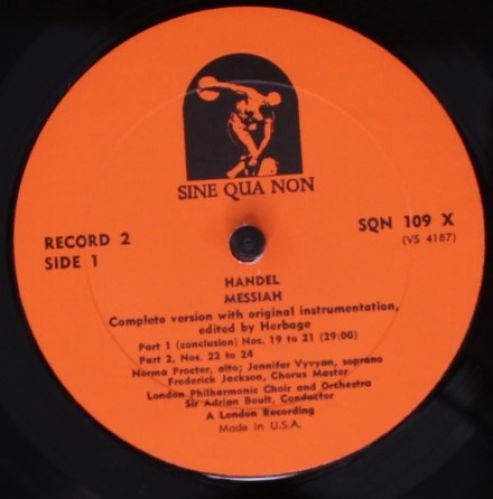 SINE QUA NON
RECORD 2
SIDE 1
SQN 109 X
(VS 4187)
HANDEL
MESSIAH
Complete version with original instrumentation,
edited by Herbage
Part 1 (conclusion) Nos. 19 to 21 (29:00)
Part 2, Nos. 22 to 24
Norma Procter, alto; Jennifer Vyvyan, soprano
Frederick Jackson, Chorus Master
London Philharmonic Choir and Orchestra
Sir Adrian Boult, Conductor
A London Recording
Made in U.S.A.